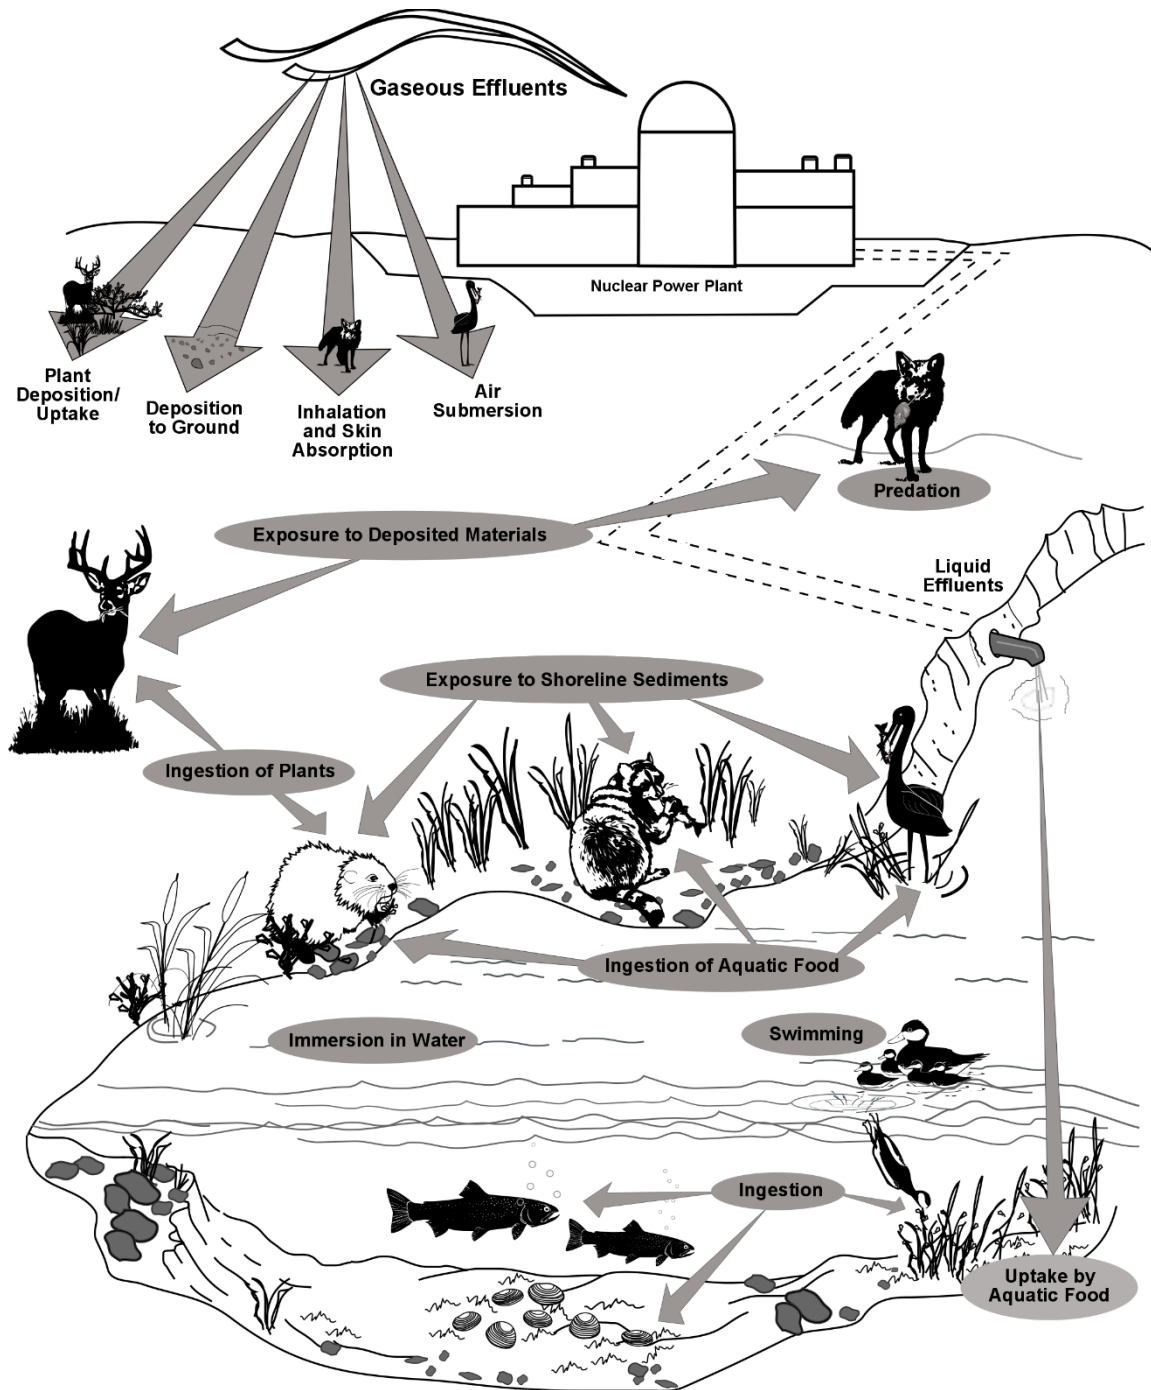 Gaseous Effluents
Nuclear Power Plant
Plant
Deposition/
Uptake
Deposition
to Ground
Inhalation
and Skin
Absorption
Air
Submersion
Predation
Exposure to Deposited Materials
Liquid
Effluents
Exposure to Shoreline Sediments
Ingestion of Plants
Ingestion of Aquatic Food
Immersion in Water
Swimming
Ingestion
Uptake by
Aquatic Food